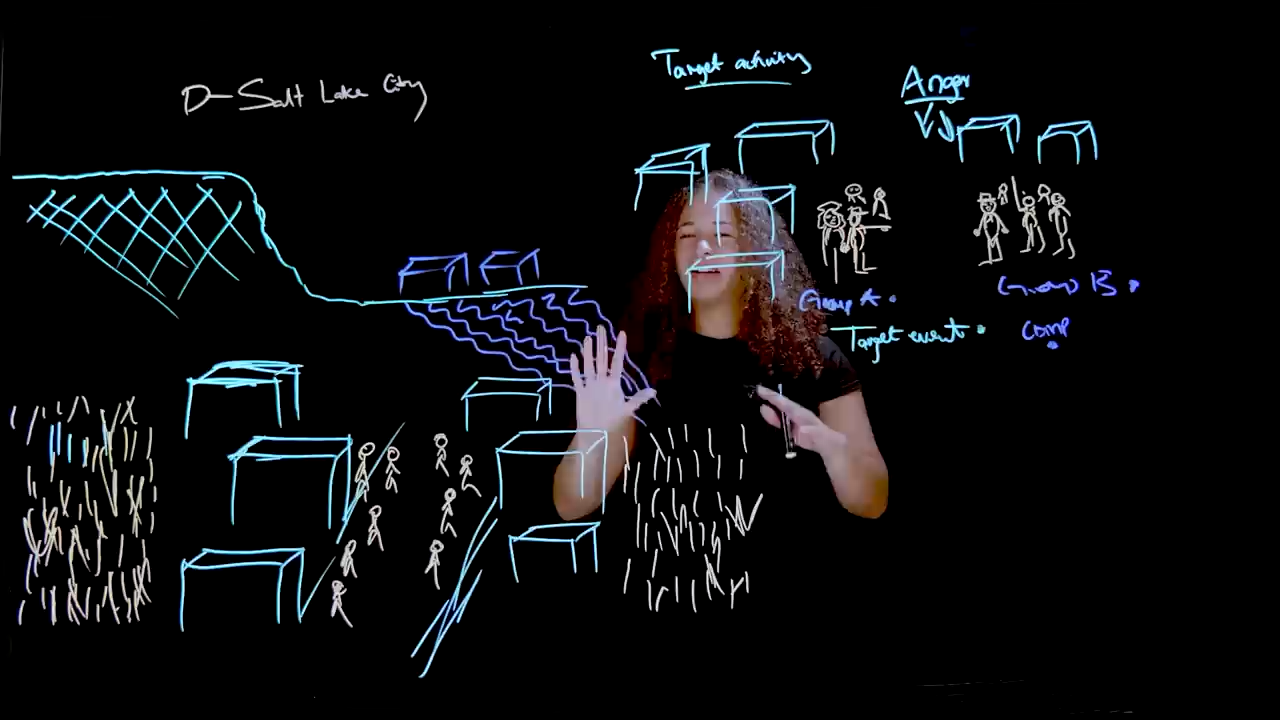 D-Salt Lake City
Target activity
Anger
Group A.
Group B.
Target event.
comp